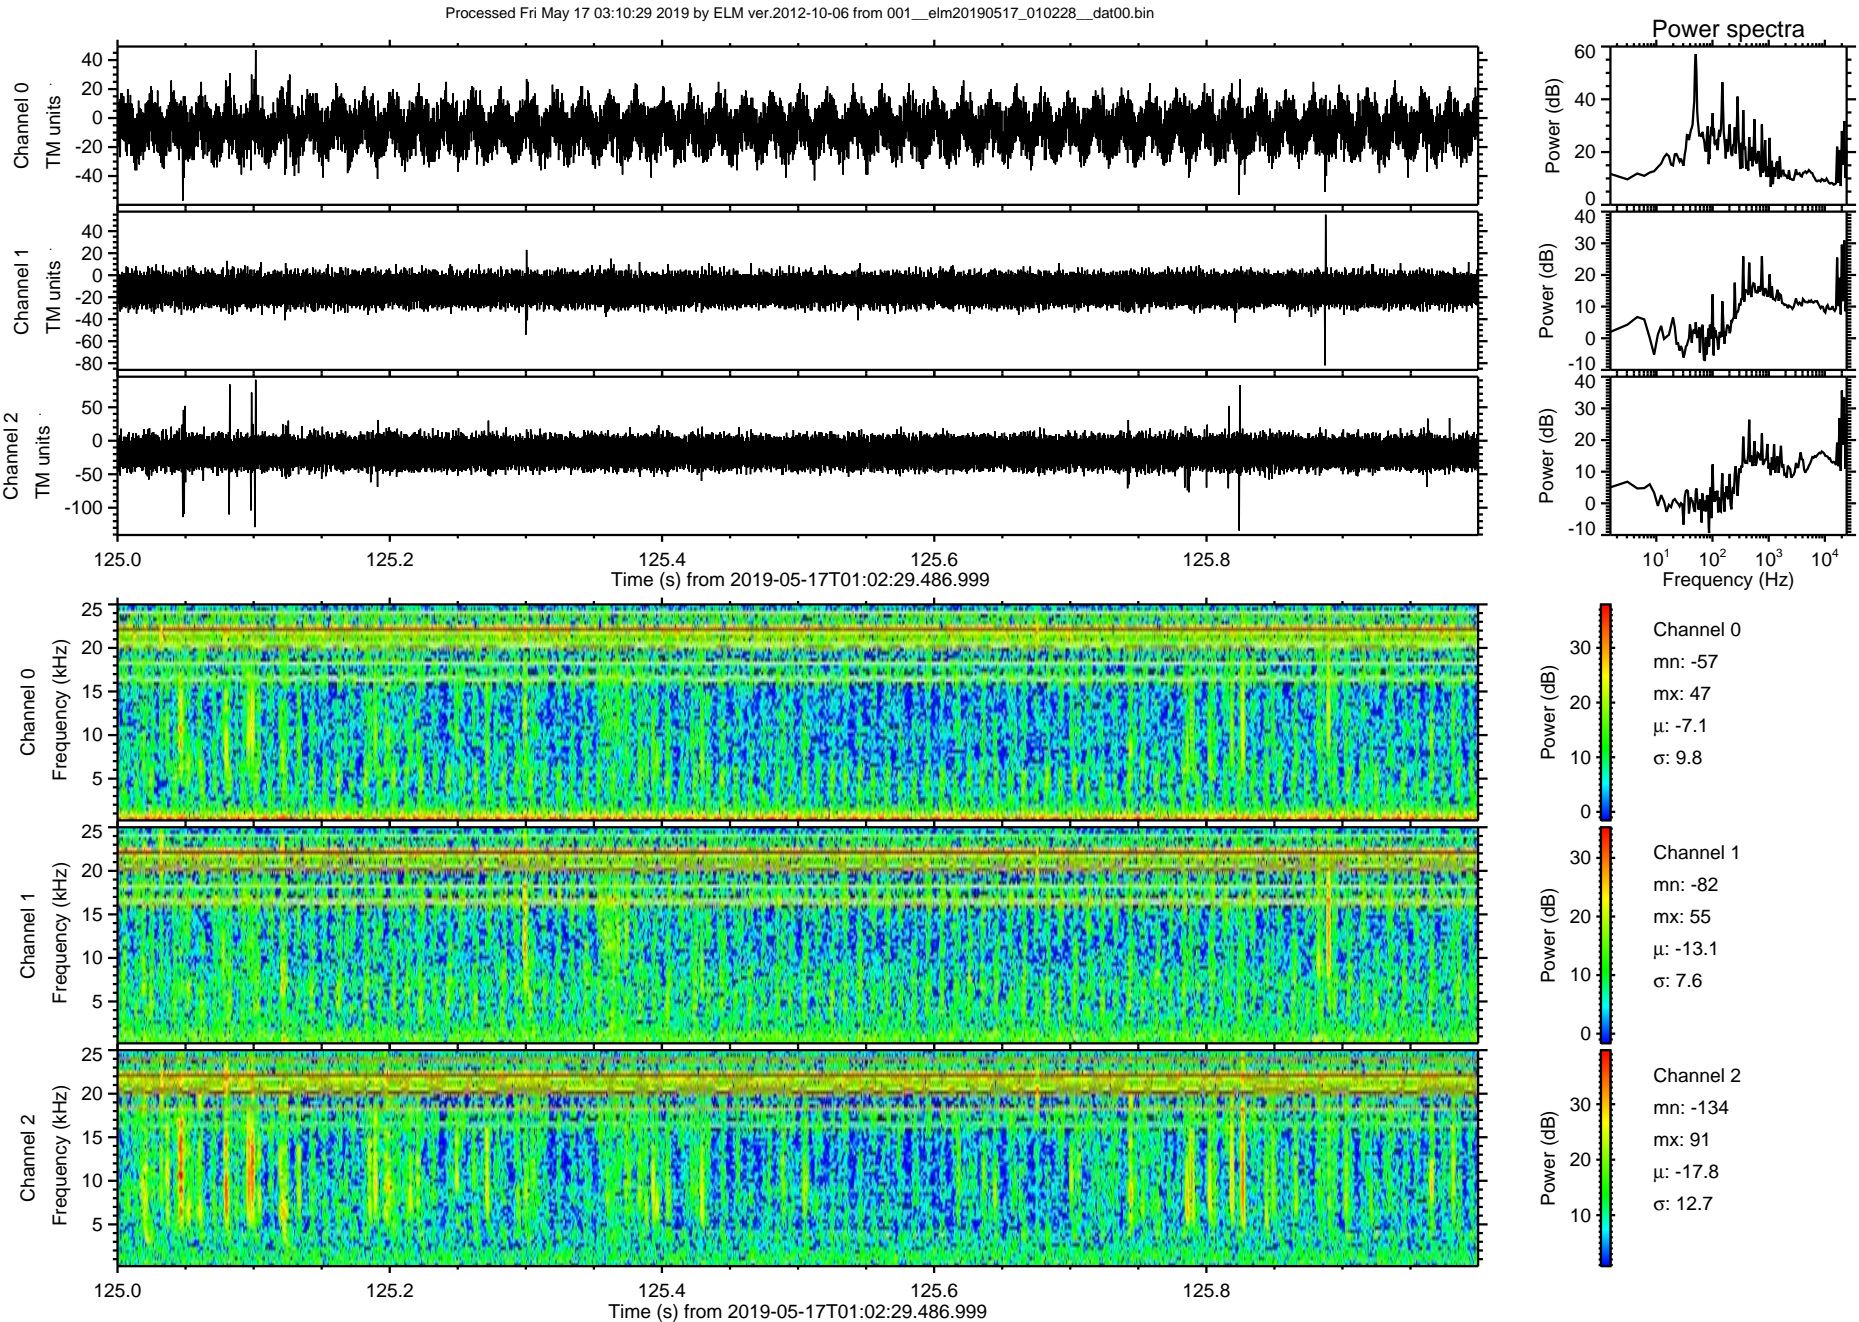 Processed Fri May 17 03:10:29 2019 by ELM ver.2012-10-06 from 001__elm20190517_010228__dat00.bin
Power spectra
Channel 0
TM units
40
20
0
-20
-40
Power (dB)
60
40
20
0
Channel 1
TM units
40
20
0
-20
-40
-60
-80
Power (dB)
40
30
20
10
0
-10
Channel 2
TM units
50
0
-50
-100
Power (dB)
40
30
20
10
0
-10
125.0 125.2 125.4 125.6 125.8
Time (s) from 2019-05-17T01:02:29.486.999
10^1 10^2 10^3 10^4
Frequency (Hz)
Channel 0
Frequency (kHz)
25
20
15
10
5
Power (dB)
30
20
10
0
Channel 0
mn: -57
mx: 47
μ: -7.1
σ: 9.8
Channel 1
Frequency (kHz)
25
20
15
10
5
Power (dB)
30
20
10
0
Channel 1
mn: -82
mx: 55
μ: -13.1
σ: 7.6
Channel 2
Frequency (kHz)
25
20
15
10
5
Power (dB)
30
20
10
Channel 2
mn: -134
mx: 91
μ: -17.8
σ: 12.7
125.0 125.2 125.4 125.6 125.8
Time (s) from 2019-05-17T01:02:29.486.999